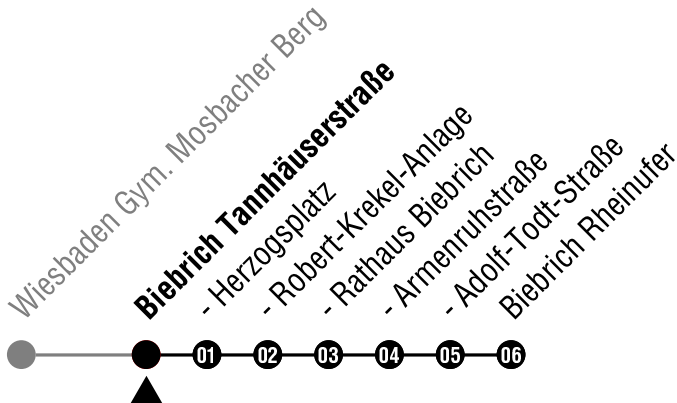 Wiesbaden Gym. Mosbacher Berg
Biebrich Tannhäuserstraße
- Herzogsplatz
- Robert-Krekel-Anlage
- Rathaus Biebrich
- Armenruhstraße
- Adolf-Todt-Straße
Biebrich Rheinufer
01 02 03 04 05 06